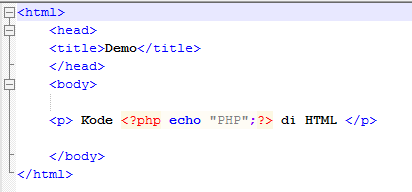 <html>
<head>
<title>Demo</title>
</head>
<body>
<p> Kode <?php echo "PHP";?> di HTML </p>
</body>
</html>